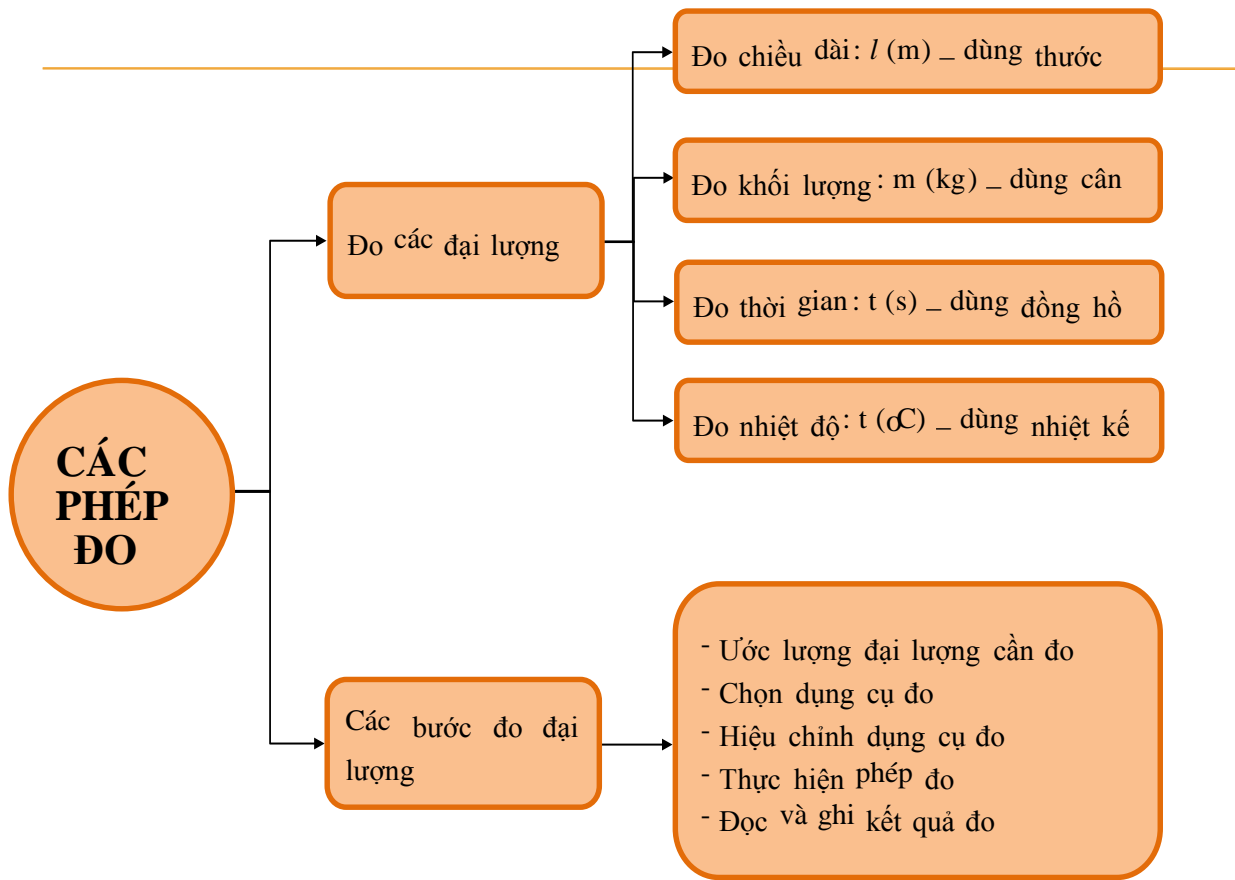 CÁC
PHÉP
ĐO
Đo các đại lượng
Đo chiều dài: l (m) – dùng thước
Đo khối lượng: m (kg) – dùng cân
Đo thời gian: t (s) – dùng đồng hồ
Đo nhiệt độ: t (oC) – dùng nhiệt kế
Các bước đo đại
lượng
- Ước lượng đại lượng cần đo
- Chọn dụng cụ đo
- Hiệu chỉnh dụng cụ đo
- Thực hiện phép đo
- Đọc và ghi kết quả đo